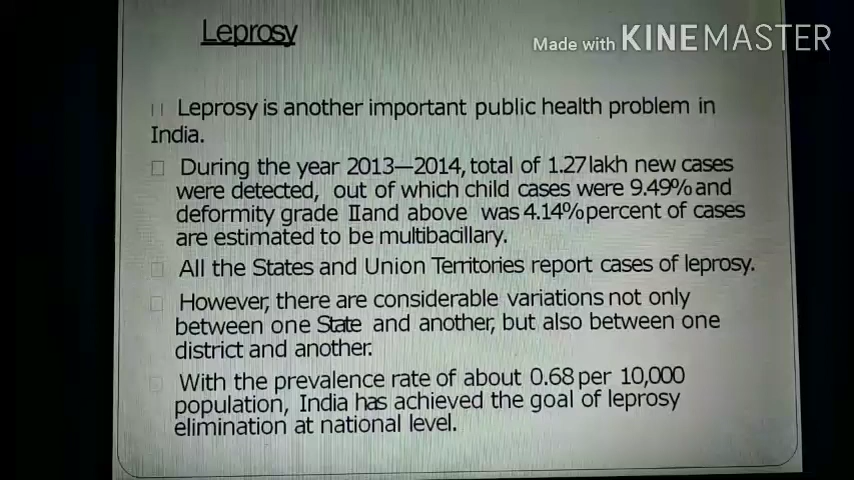 Leprosy
Made with KINEMASTER
Leprosy is another important public health problem in
India.
During the year 2013—2014, total of 1.27 lakh new cases
were detected, out of which child cases were 9.49% and
deformity grade II and above was 4.14% percent of cases
are estimated to be multibacillary.
All the States and Union Territories report cases of leprosy.
However, there are considerable variations not only
between one State and another, but also between one
district and another.
With the prevalence rate of about 0.68 per 10,000
population, India has achieved the goal of leprosy
elimination at national level.